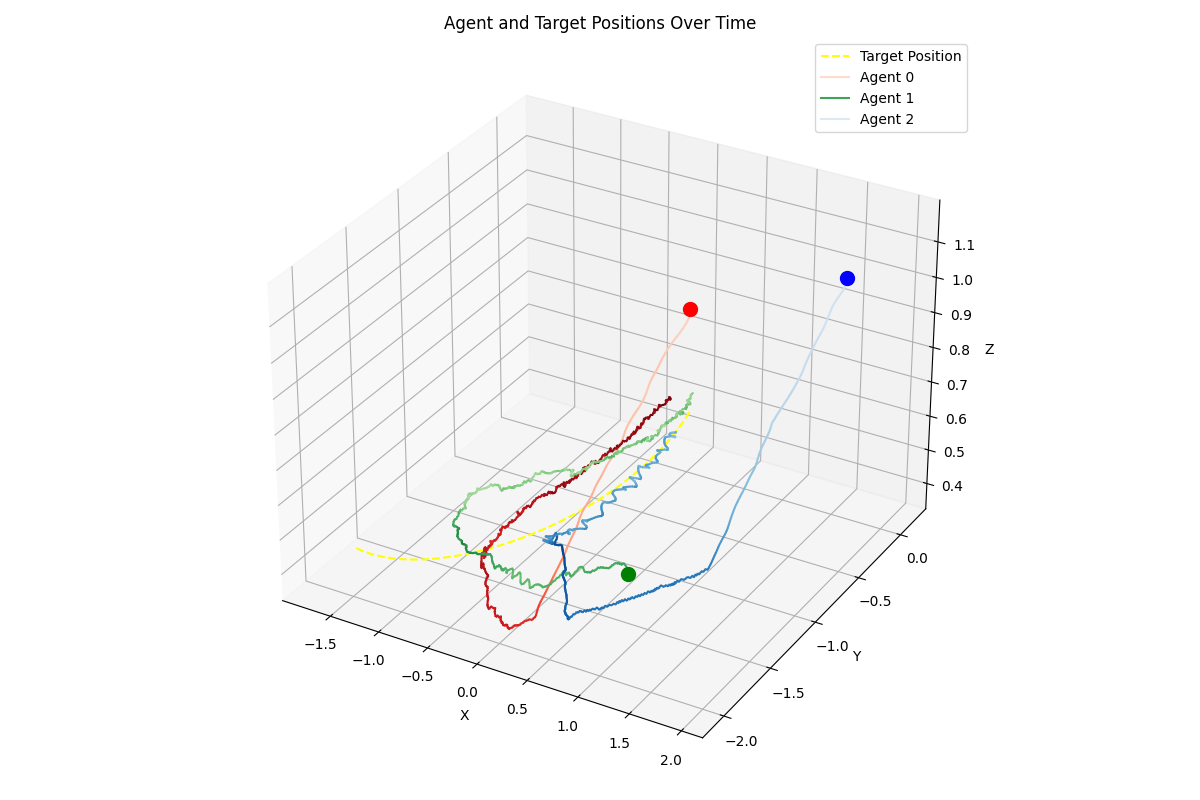 Agent and Target Positions Over Time
Target Position
Agent 0
Agent 1
Agent 2
1.1
1.0
0.9
0.8
Z
0.7
0.6
0.5
0.4
0.0
−0.5
−1.0
Y
−1.5
−2.0
−1.5
−1.0
−0.5
0.0
X
0.5
1.0
1.5
2.0